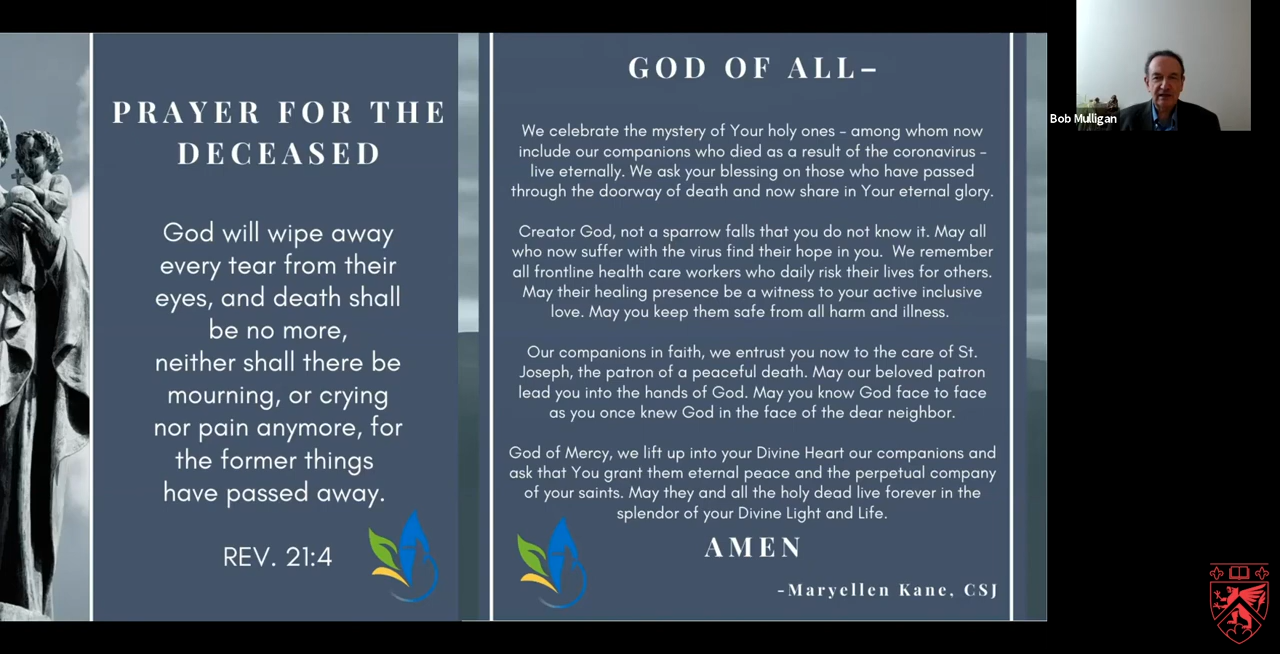 PRAYER FOR THE
DECEASED
God will wipe away
every tear from their
eyes, and death shall
be no more,
neither shall there be
mourning, or crying
nor pain anymore, for
the former things
have passed away.
REV. 21:4
GOD OF ALL–
We celebrate the mystery of Your holy ones - among whom now
include our companions who died as a result of the coronavirus -
live eternally. We ask your blessing on those who have passed
through the doorway of death and now share in Your eternal glory.
Creator God, not a sparrow falls that you do not know it. May all
who now suffer with the virus find their hope in you.  We remember
all frontline health care workers who daily risk their lives for others.
May their healing presence be a witness to your active inclusive
love. May you keep them safe from all harm and illness.
Our companions in faith, we entrust you now to the care of St.
Joseph, the patron of a peaceful death. May our beloved patron
lead you into the hands of God. May you know God face to face
as you once knew God in the face of the dear neighbor.
God of Mercy, we lift up into your Divine Heart our companions and
ask that You grant them eternal peace and the perpetual company
of your saints. May they and all the holy dead live forever in the
splendor of your Divine Light and Life.
AMEN
-Maryellen Kane, CSJ
Bob Mulligan